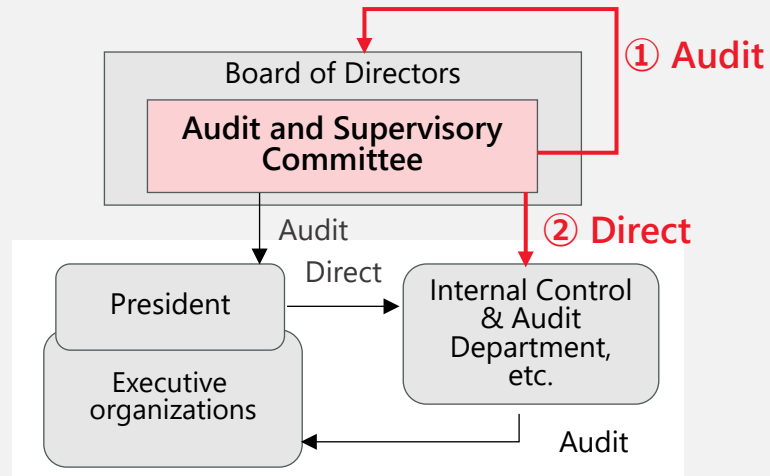 ① Audit
Board of Directors
Audit and Supervisory
Committee
② Direct
Audit
Direct
President
Internal Control
& Audit
Department,
etc.
Executive
organizations
Audit